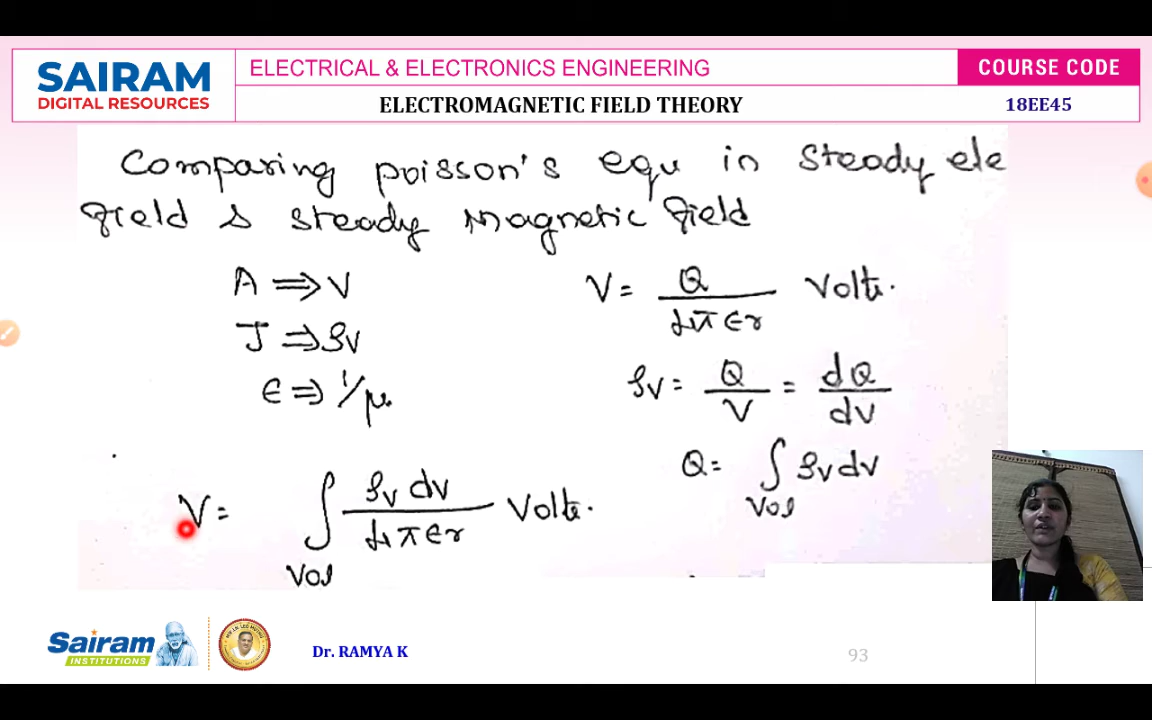 SAIRAM
DIGITAL RESOURCES
ELECTRICAL & ELECTRONICS ENGINEERING
COURSE CODE
ELECTROMAGNETIC FIELD THEORY
18EE45
Comparing poisson's equ in steady ele
field & steady Magnetic field
A ⟹ V
J ⟹ ρv
ϵ ⟹ 1/μ
V = Q / 4πϵr Volts.
ρv = Q / V = dQ / dv
Q = ∫Vol ρv dv
V = ∫Vol ρv dv / 4πϵr Volts.
Sairam
INSTITUTIONS
Dr. RAMYA K
93